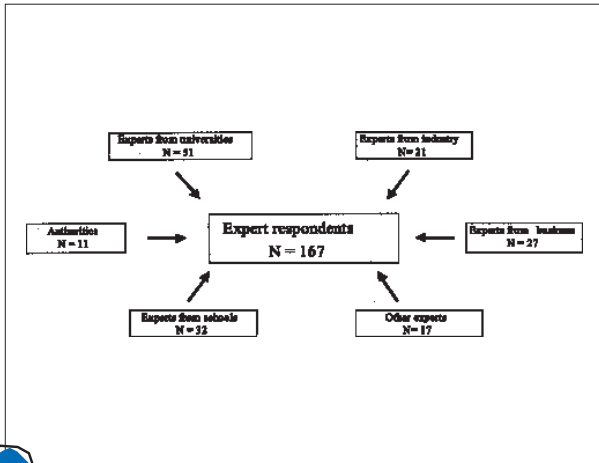 Experts from universities
N = 51
Experts from industry
N= 21
Authorities
N = 11
Expert respondents
N = 167
Experts from business
N = 27
Experts from schools
N = 32
Other experts
N= 17